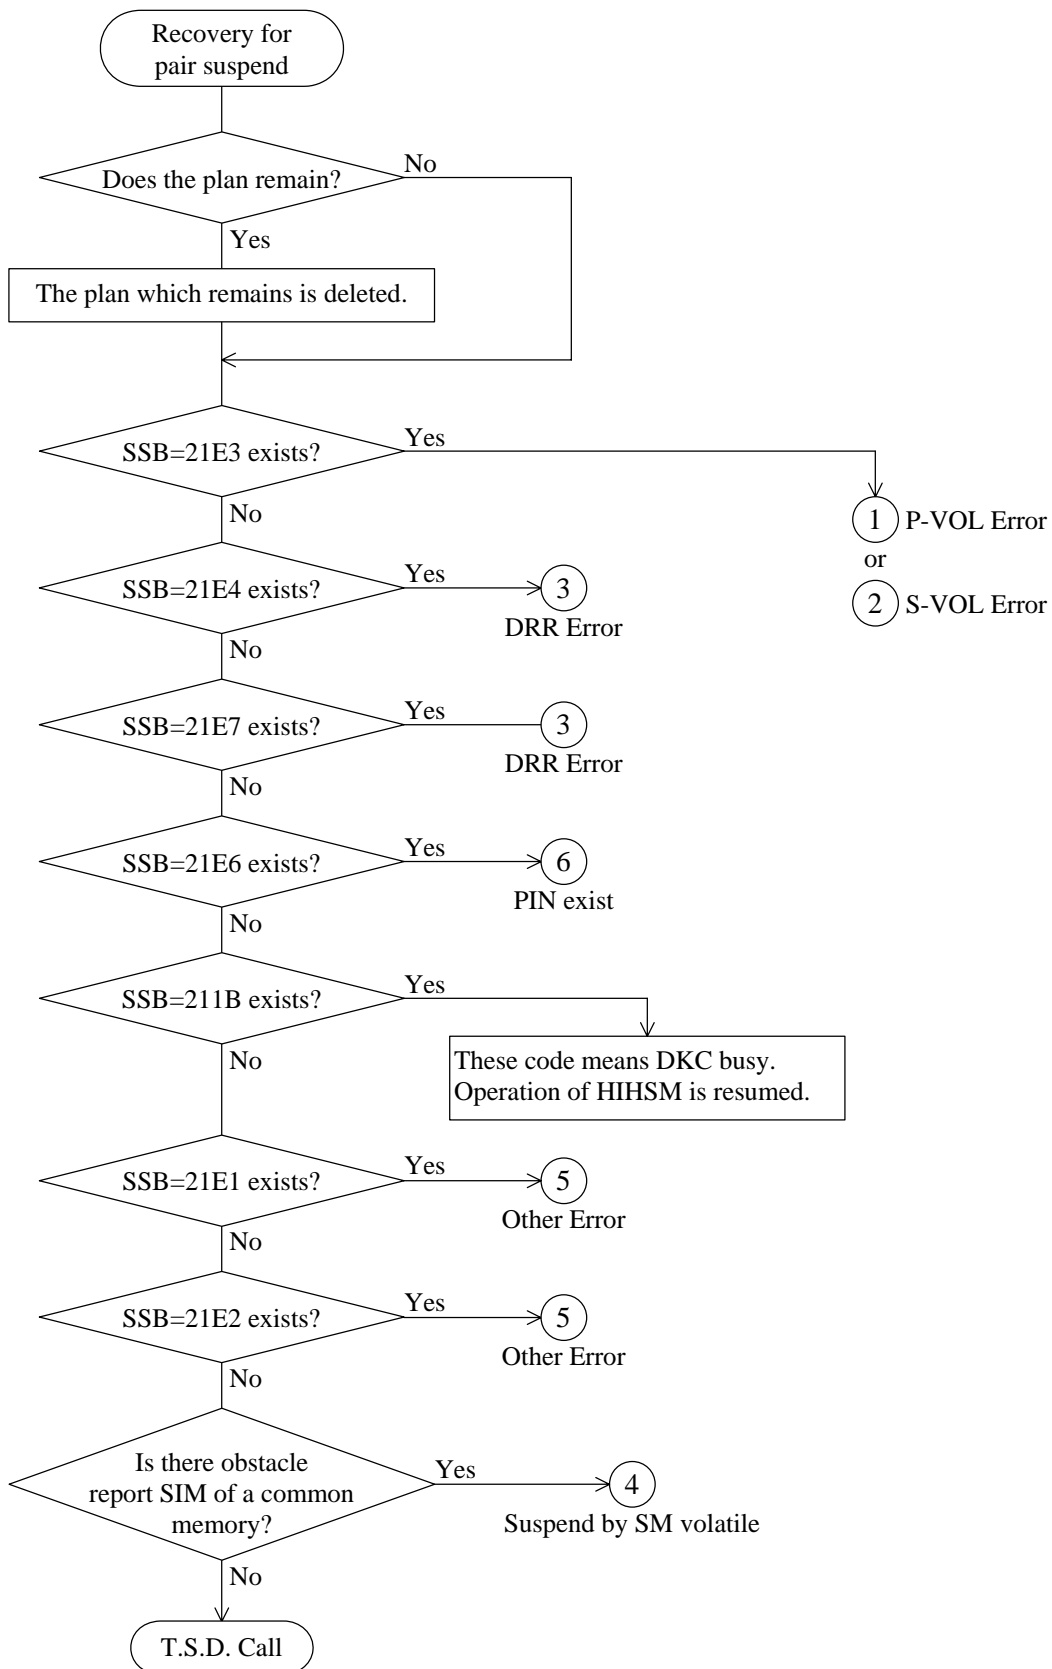 Recovery for
pair suspend
Does the plan remain?
No
Yes
The plan which remains is deleted.
SSB=21E3 exists?
Yes
No
1 P-VOL Error
or
2 S-VOL Error
SSB=21E4 exists?
Yes
3
DRR Error
No
SSB=21E7 exists?
Yes
3
DRR Error
No
SSB=21E6 exists?
Yes
6
PIN exist
No
SSB=211B exists?
Yes
These code means DKC busy.
Operation of HIHSM is resumed.
No
SSB=21E1 exists?
Yes
5
Other Error
No
SSB=21E2 exists?
Yes
5
Other Error
No
Is there obstacle
report SIM of a common
memory?
Yes
4
Suspend by SM volatile
No
T.S.D. Call